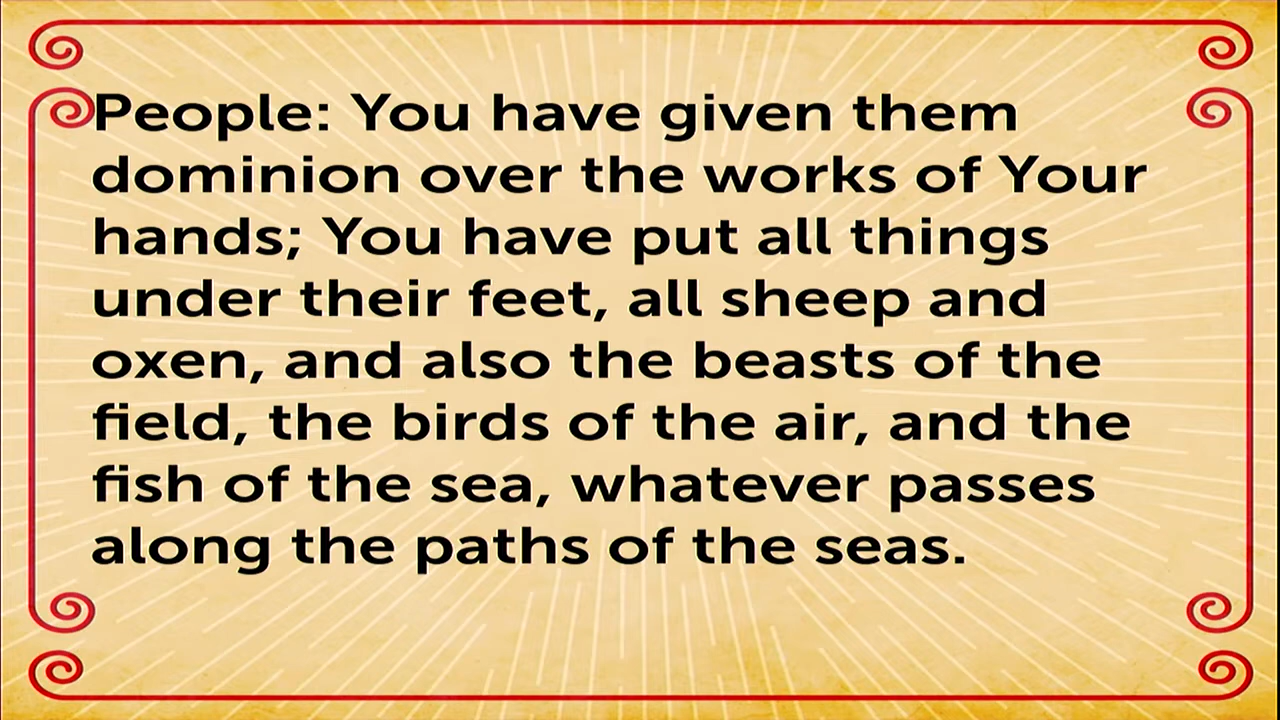 People: You have given them
dominion over the works of Your
hands; You have put all things
under their feet, all sheep and
oxen, and also the beasts of the
field, the birds of the air, and the
fish of the sea, whatever passes
along the paths of the seas.